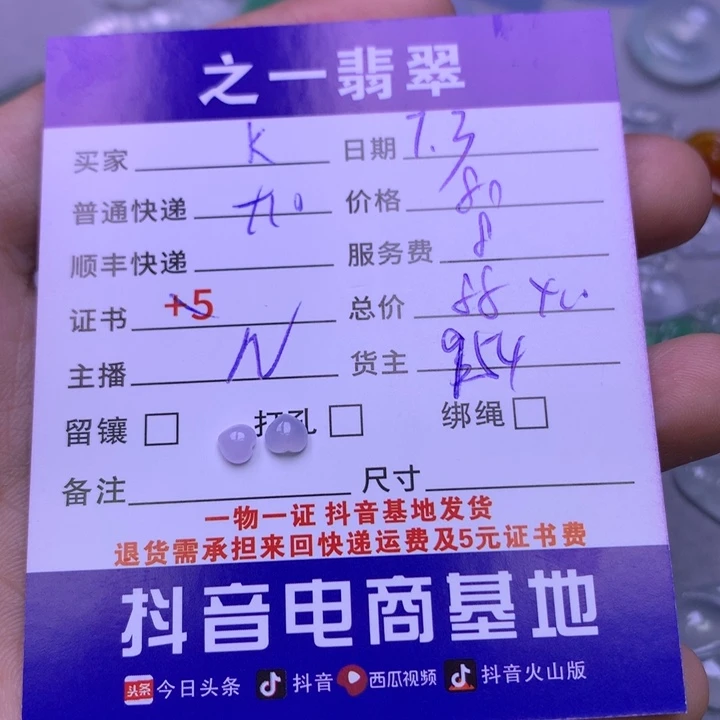 之一翡翠
买家 K 日期 7.3
普通快递 价格 80
顺丰快递 服务费 8
证书 +5 总价 88
主播 N 货主 954
留镶 打孔 绑绳
备注 尺寸
一物一证 抖音基地发货
退货需承担来回快递运费及5元证书费
抖音电商基地
头条 今日头条 抖音 西瓜视频 抖音火山版